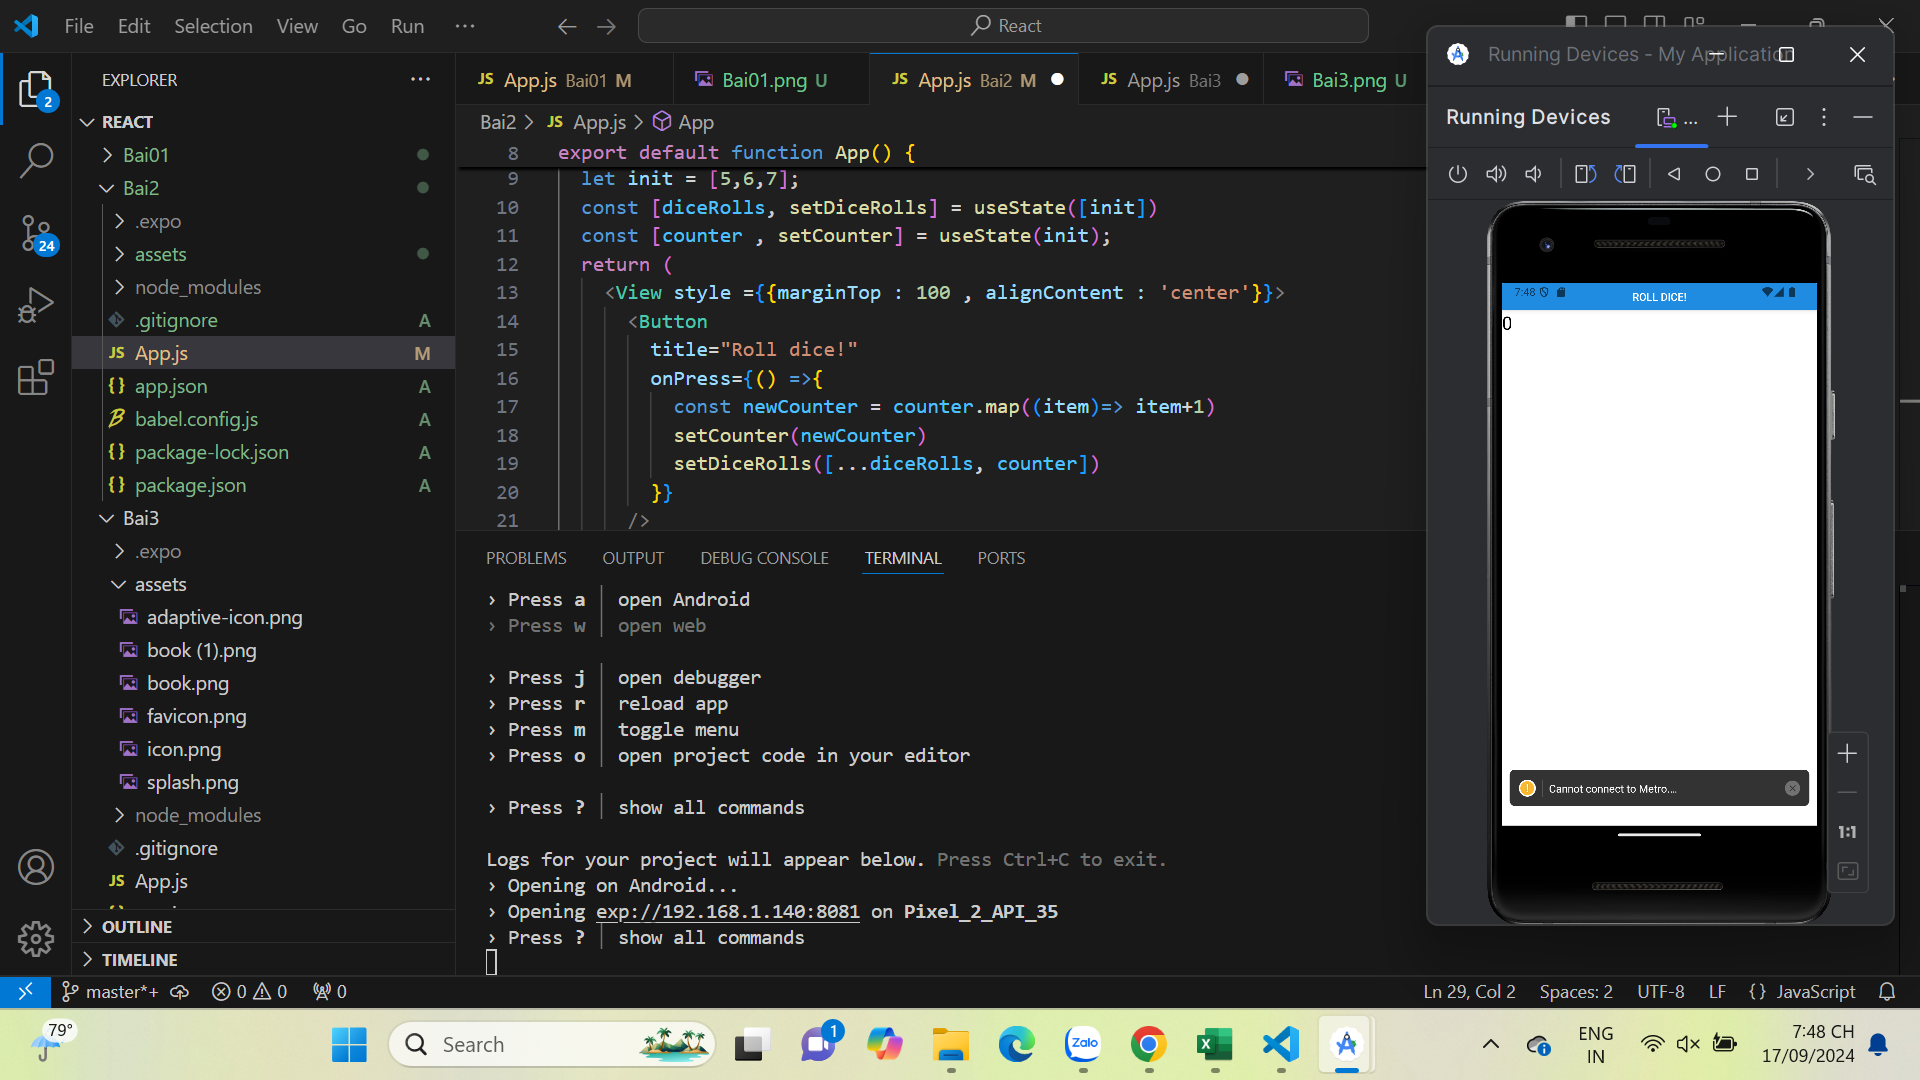 File Edit Selection View Go Run ···
React
EXPLORER
REACT
Bai01
Bai2
.expo
assets
node_modules
.gitignore A
JS App.js M
{} app.json A
babel.config.js A
{} package-lock.json A
{} package.json A
Bai3
.expo
assets
adaptive-icon.png
book (1).png
book.png
favicon.png
icon.png
splash.png
node_modules
.gitignore
JS App.js
OUTLINE
TIMELINE
2
24
JS App.js Bai01 M
Bai01.png U
JS App.js Bai2 M
JS App.js Bai3
Bai3.png U
Bai2 > JS App.js > App
8 export default function App() {
9 let init = [5,6,7];
10 const [diceRolls, setDiceRolls] = useState([init])
11 const [counter , setCounter] = useState(init);
12 return (
13 <View style ={{marginTop : 100 , alignContent : 'center'}}>
14 <Button
15 title="Roll dice!"
16 onPress={() =>{
17 const newCounter = counter.map((item)=> item+1)
18 setCounter(newCounter)
19 setDiceRolls([...diceRolls, counter])
20 }}
21 />
PROBLEMS OUTPUT DEBUG CONSOLE TERMINAL PORTS
› Press a │ open Android
› Press w │ open web
› Press j │ open debugger
› Press r │ reload app
› Press m │ toggle menu
› Press o │ open project code in your editor
› Press ? │ show all commands
Logs for your project will appear below. Press Ctrl+C to exit.
› Opening on Android...
› Opening exp://192.168.1.140:8081 on Pixel_2_API_35
› Press ? │ show all commands
Running Devices - My Application
Running Devices
...
7:48
ROLL DICE!
0
Cannot connect to Metro....
1:1
master*+
0 0
0
Ln 29, Col 2 Spaces: 2 UTF-8 LF {} JavaScript
79°
Search
1
Zalo
ENG
IN
7:48 CH
17/09/2024